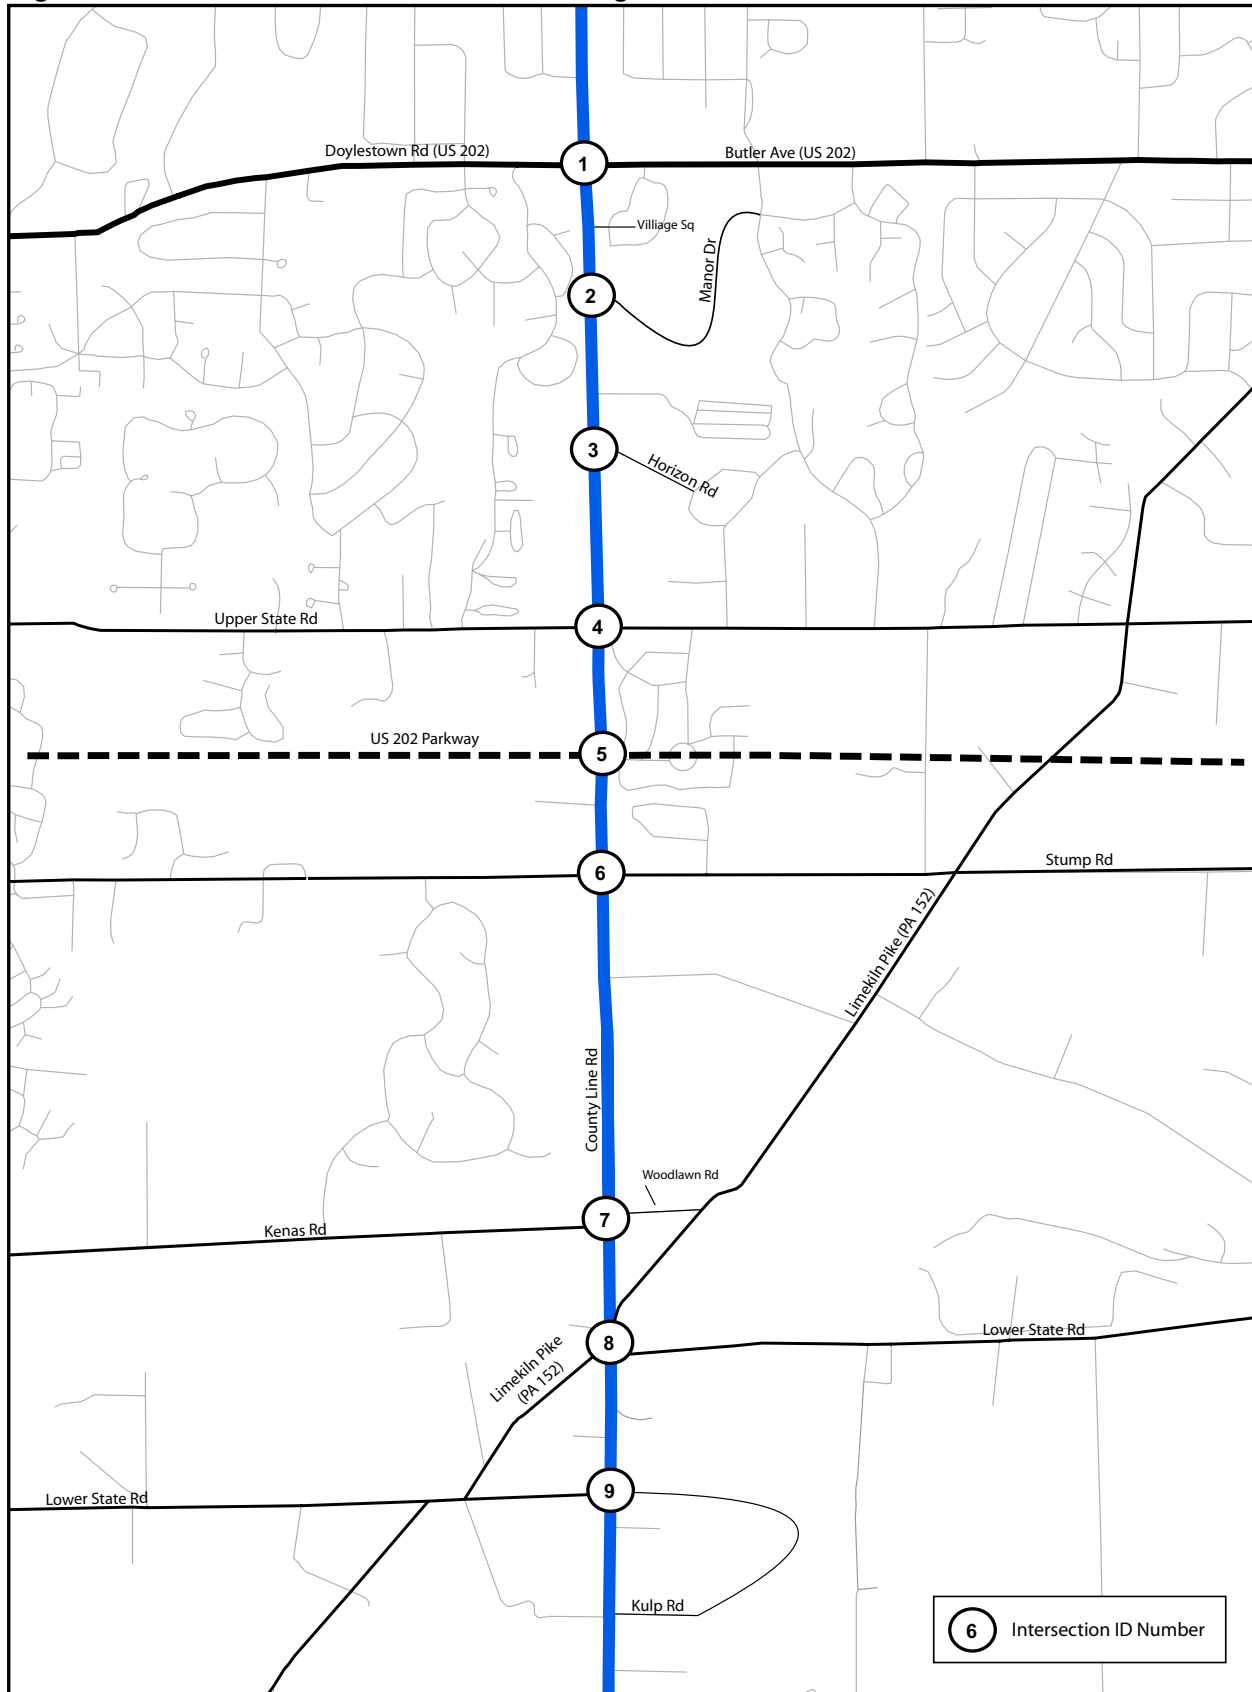 Doylestown Rd (US 202)
1
Butler Ave (US 202)
Villiage Sq
Manor Dr
2
3
Horizon Rd
Upper State Rd
4
US 202 Parkway
5
Stump Rd
6
Limekiln Pike (PA 152)
County Line Rd
Woodlawn Rd
7
Kenas Rd
Lower State Rd
8
Limekiln Pike
(PA 152)
9
Lower State Rd
Kulp Rd
6 Intersection ID Number